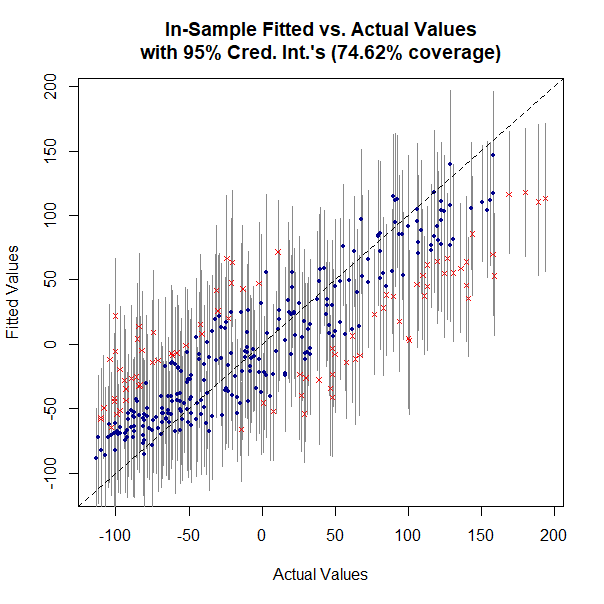 In-Sample Fitted vs. Actual Values
with 95% Cred. Int.'s (74.62% coverage)
200
150
100
50
0
-50
-100
Fitted Values
-100 -50 0 50 100 150 200
Actual Values